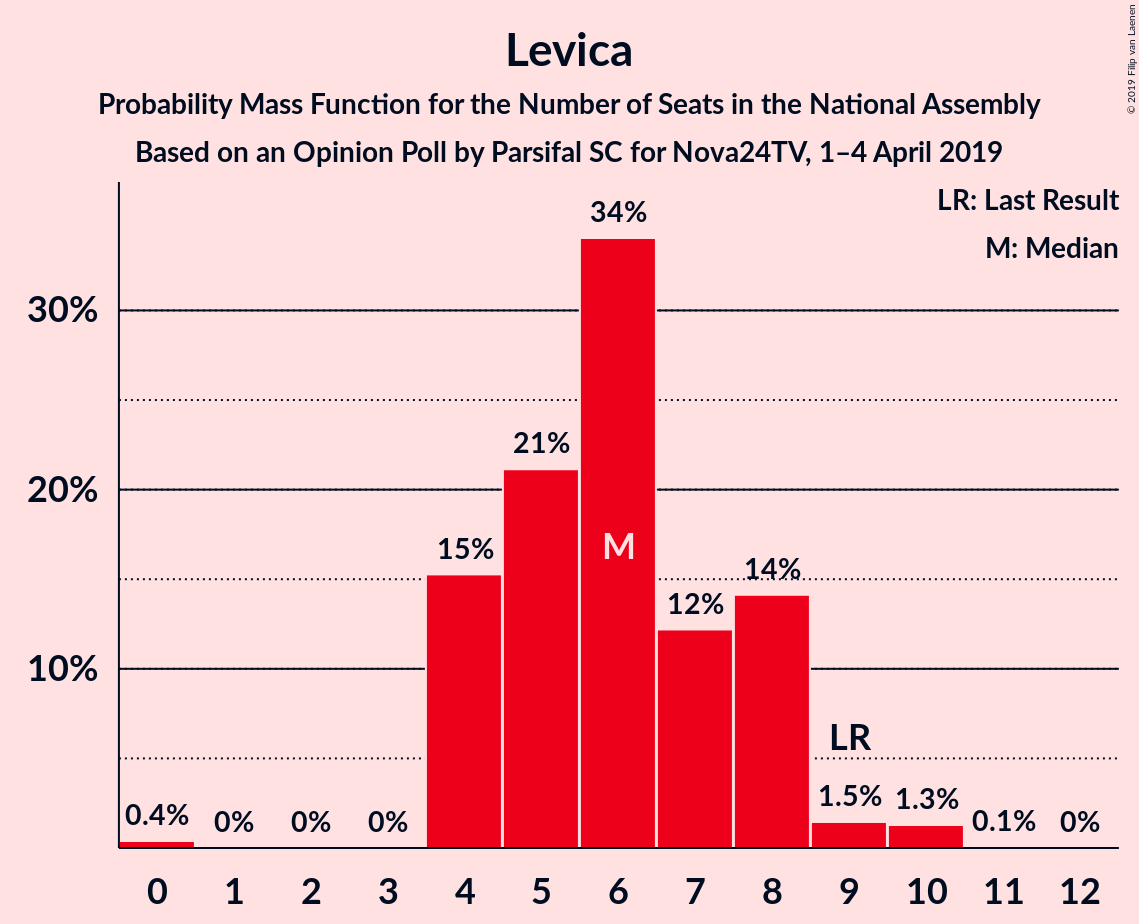 Levica
Probability Mass Function for the Number of Seats in the National Assembly
Based on an Opinion Poll by Parsifal SC for Nova24TV, 1–4 April 2019
© 2019 Filip van Laenen
LR: Last Result
M: Median
30%
20%
10%
0.4%
0%
0%
0%
15%
21%
34%
M
12%
14%
LR
1.5%
1.3%
0.1%
0%
0 1 2 3 4 5 6 7 8 9 10 11 12